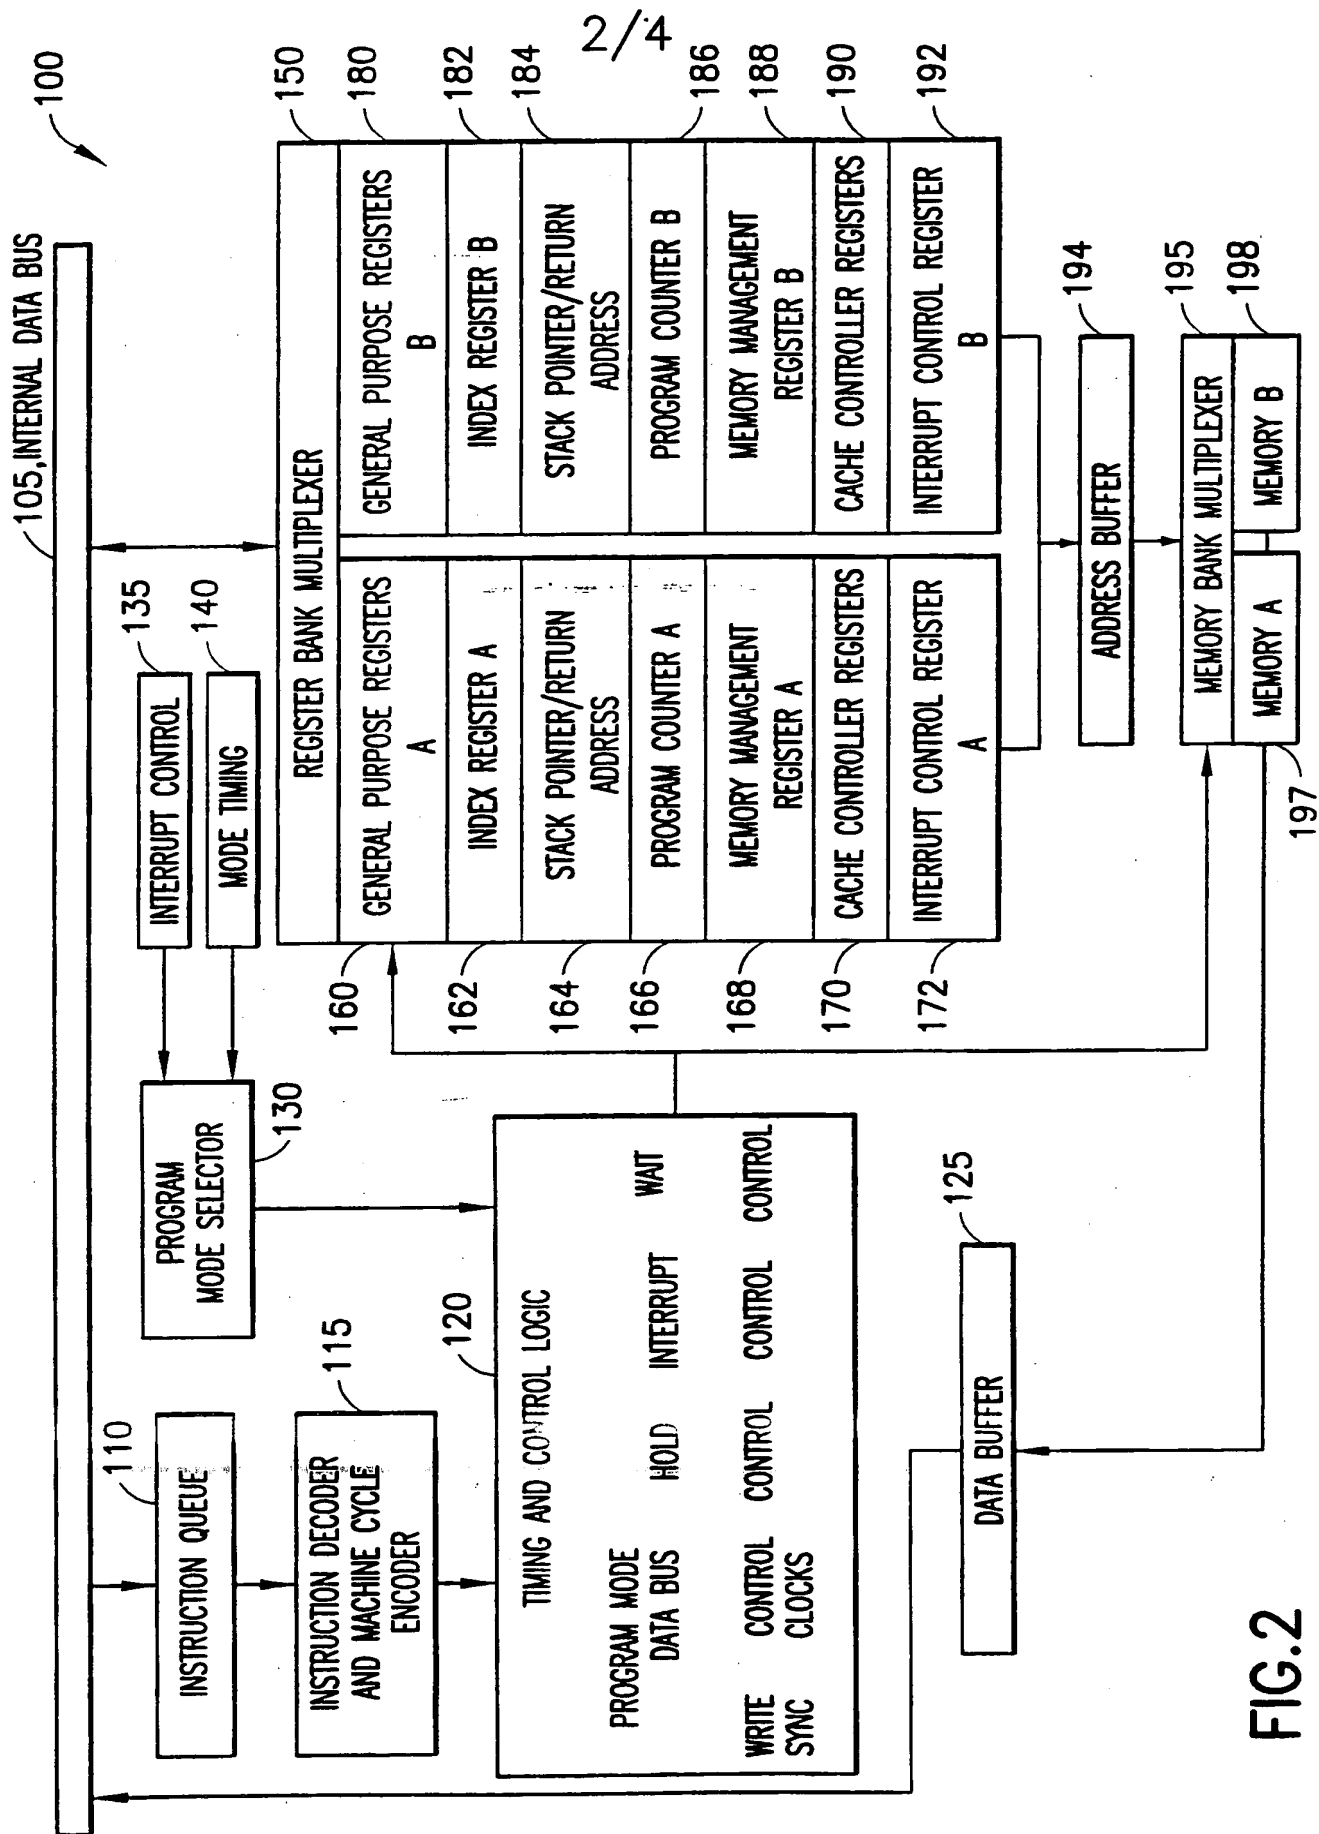 2/4
100
105,INTERNAL DATA BUS
INTERRUPT CONTROL
135
MODE TIMING
140
PROGRAM
MODE SELECTOR
130
110
INSTRUCTION QUEUE
115
INSTRUCTION DECODER
AND MACHINE CYCLE
ENCODER
120
TIMING AND CONTROL LOGIC
PROGRAM MODE
DATA BUS HOLD INTERRUPT WAIT
WRITE CONTROL CONTROL CONTROL CONTROL
SYNC CLOCKS
125
DATA BUFFER
REGISTER BANK MULTIPLEXER
150
160
GENERAL PURPOSE REGISTERS
A
GENERAL PURPOSE REGISTERS
B
180
162
INDEX REGISTER A
INDEX REGISTER B
182
164
STACK POINTER/RETURN
ADDRESS
STACK POINTER/RETURN
ADDRESS
184
166
PROGRAM COUNTER A
PROGRAM COUNTER B
186
168
MEMORY MANAGEMENT
REGISTER A
MEMORY MANAGEMENT
REGISTER B
188
170
CACHE CONTROLLER REGISTERS
CACHE CONTROLLER REGISTERS
190
172
INTERRUPT CONTROL REGISTER
A
INTERRUPT CONTROL REGISTER
B
192
ADDRESS BUFFER
194
MEMORY BANK MULTIPLEXER
195
MEMORY A
MEMORY B
198
197
FIG.2